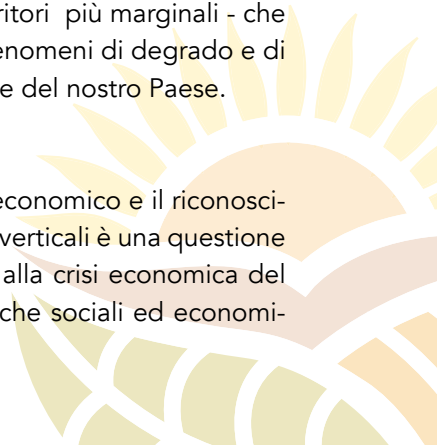 ritori più marginali - che
enomeni di degrado e di
e del nostro Paese.
economico e il riconosci-
verticali è una questione
alla crisi economica del
che sociali ed economi-